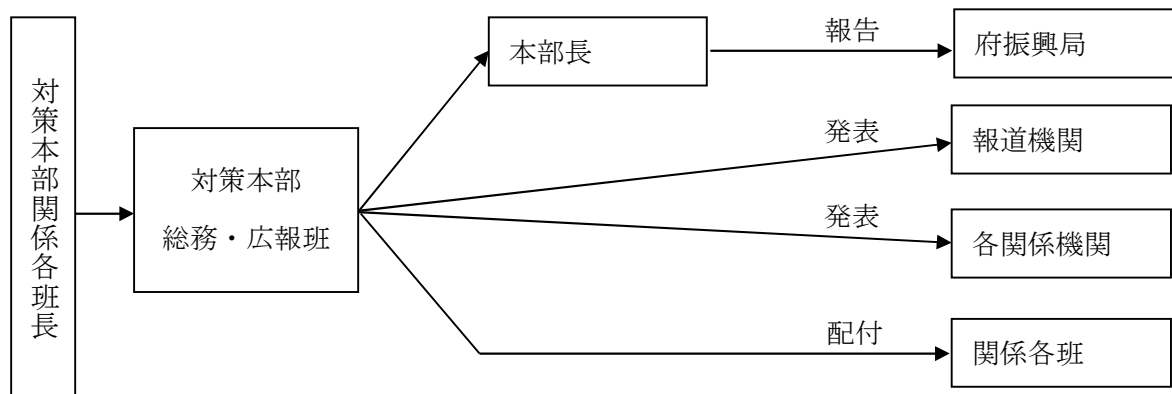 対策本部関係各班長
対策本部
総務・広報班
本部長
報告
府振興局
発表
報道機関
発表
各関係機関
配付
関係各班